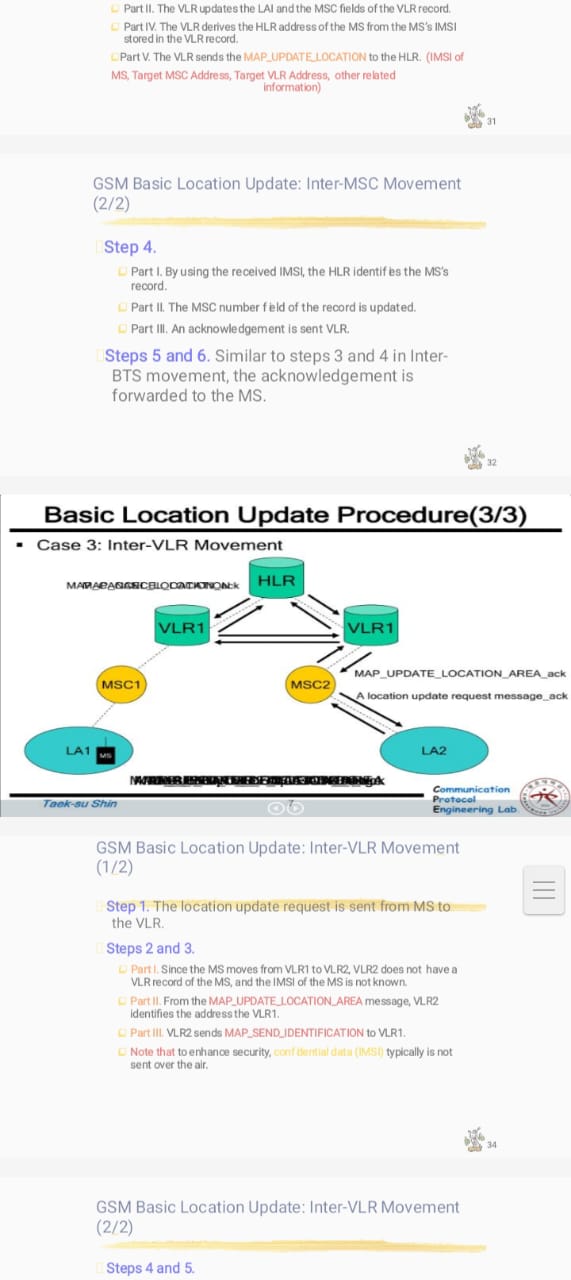 Part II. The VLR updates the LAI and the MSC fields of the VLR record.
Part IV. The VLR derives the HLR address of the MS from the MS's IMSI
stored in the VLR record.
Part V. The VLR sends the MAP_UPDATE_LOCATION to the HLR. (IMSI of
MS, Target MSC Address, Target VLR Address, other related
information)
31
GSM Basic Location Update: Inter-MSC Movement
(2/2)
Step 4.
Part I. By using the received IMSI, the HLR identifies the MS's
record.
Part II. The MSC number field of the record is updated.
Part III. An acknowledgement is sent VLR.
Steps 5 and 6. Similar to steps 3 and 4 in Inter-
BTS movement, the acknowledgement is
forwarded to the MS.
32
Basic Location Update Procedure(3/3)
Case 3: Inter-VLR Movement
HLR
VLR1
VLR1
MAP_UPDATE_LOCATION_AREA_ack
MSC1
MSC2
A location update request message_ack
LA1
MS
LA2
Taek-su Shin
7
Communication
Protocol
Engineering Lab.
GSM Basic Location Update: Inter-VLR Movement
(1/2)
Step 1. The location update request is sent from MS to
the VLR.
Steps 2 and 3.
Part I. Since the MS moves from VLR1 to VLR2, VLR2 does not have a
VLR record of the MS, and the IMSI of the MS is not known.
Part II. From the MAP_UPDATE_LOCATION_AREA message, VLR2
identifies the address the VLR1.
Part III. VLR2 sends MAP_SEND_IDENTIFICATION to VLR1.
Note that to enhance security, confidential data (IMSI) typically is not
sent over the air.
34
GSM Basic Location Update: Inter-VLR Movement
(2/2)
Steps 4 and 5.